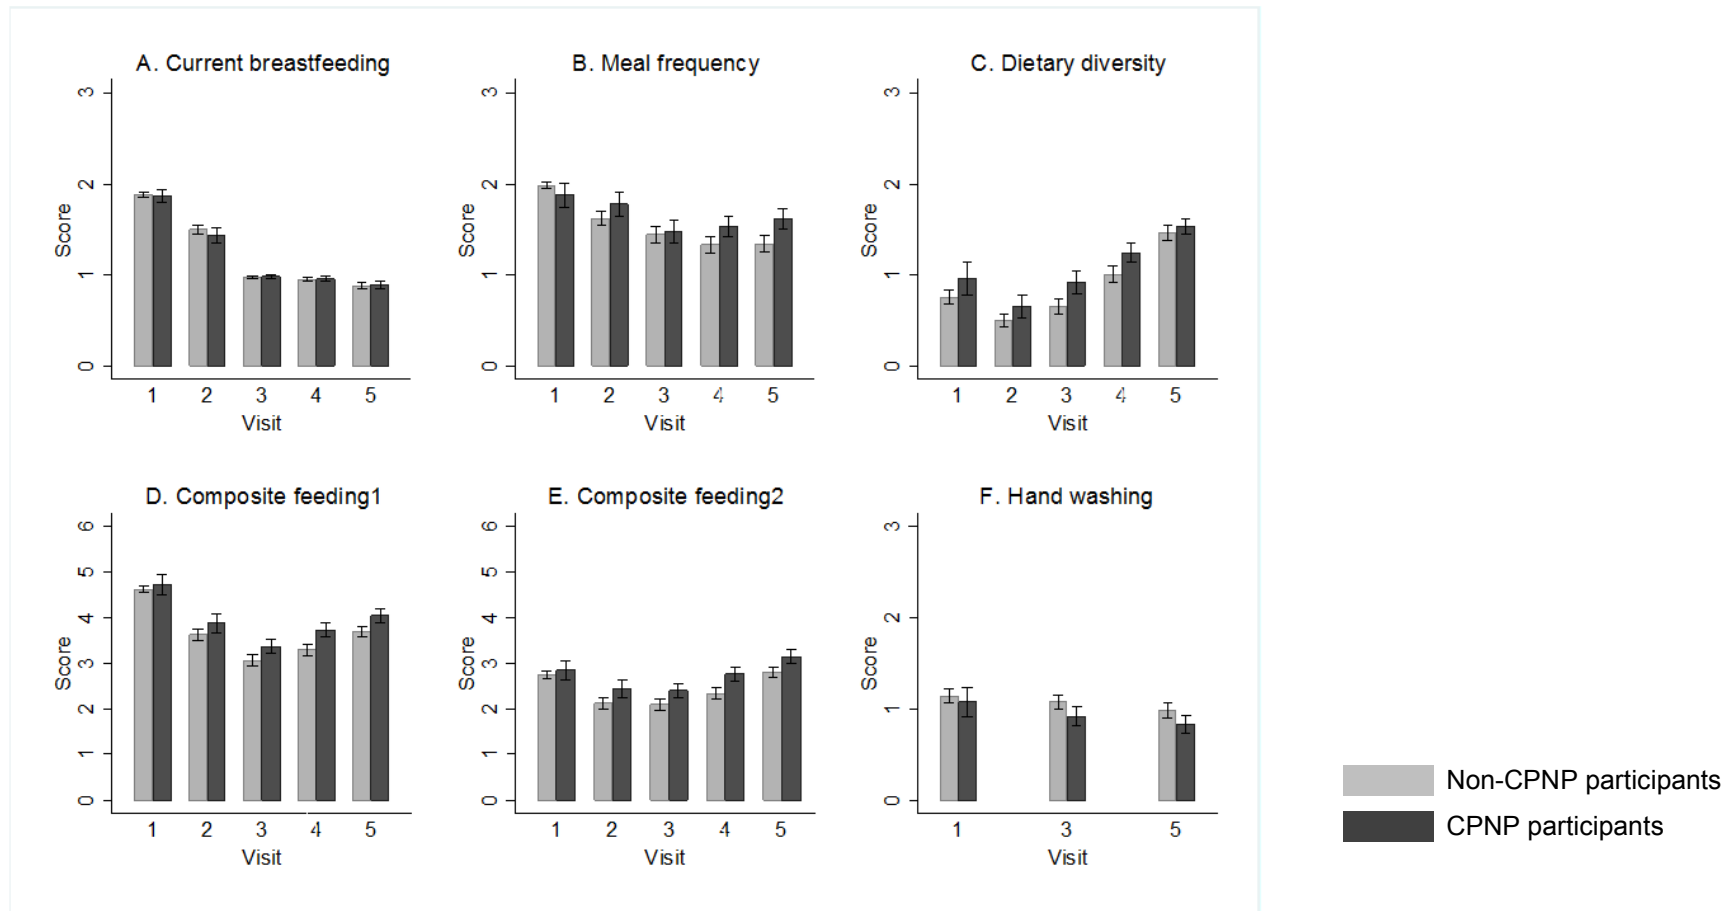 A. Current breastfeeding
3
2
1
0
Score
1 2 3 4 5
Visit
B. Meal frequency
3
2
1
0
Score
1 2 3 4 5
Visit
C. Dietary diversity
3
2
1
0
Score
1 2 3 4 5
Visit
D. Composite feeding1
6
5
4
3
2
1
0
Score
1 2 3 4 5
Visit
E. Composite feeding2
6
5
4
3
2
1
0
Score
1 2 3 4 5
Visit
F. Hand washing
3
2
1
0
Score
1 3 5
Visit
Non-CPNP participants
CPNP participants